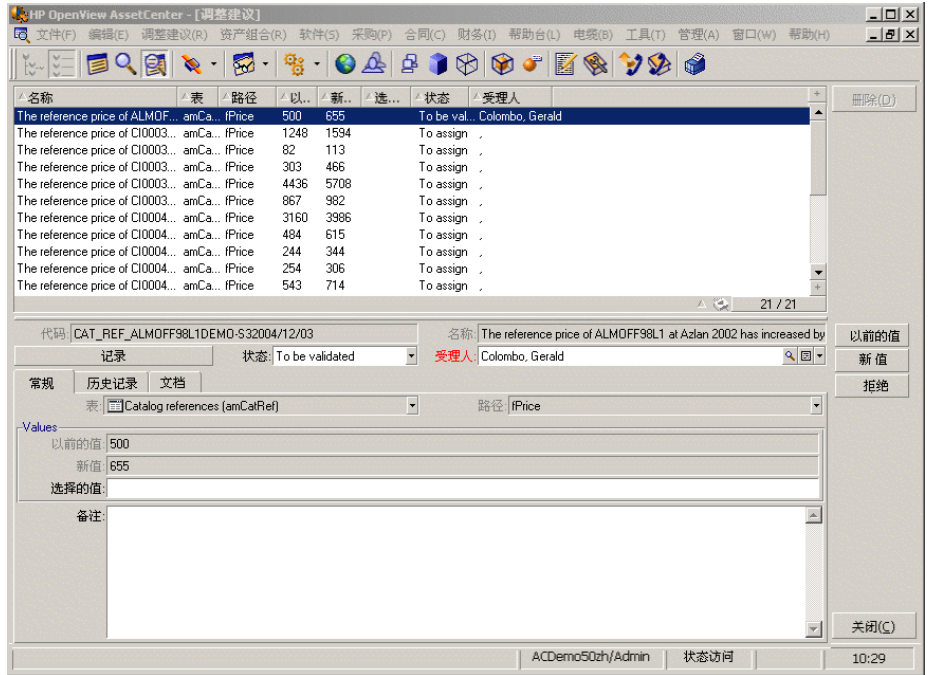 HP OpenView AssetCenter - [调整建议]
文件(F) 编辑(E) 调整建议(R) 资产组合(R) 软件(S) 采购(P) 合同(C) 财务(I) 帮助台(L) 电缆(B) 工具(T) 管理(A) 窗口(W) 帮助(H)
名称 表 路径 以.. 新.. 选... 状态 受理人
删除(D)
The reference price of ALMOF... amCa... fPrice 500 655 To be val... Colombo, Gerald
The reference price of CI0003... amCa... fPrice 1248 1594 To assign ,
The reference price of CI0003... amCa... fPrice 82 113 To assign ,
The reference price of CI0003... amCa... fPrice 303 466 To assign ,
The reference price of CI0003... amCa... fPrice 4436 5708 To assign ,
The reference price of CI0003... amCa... fPrice 867 982 To assign ,
The reference price of CI0004... amCa... fPrice 3160 3986 To assign ,
The reference price of CI0004... amCa... fPrice 484 615 To assign ,
The reference price of CI0004... amCa... fPrice 244 344 To assign ,
The reference price of CI0004... amCa... fPrice 254 306 To assign ,
The reference price of CI0004... amCa... fPrice 543 714 To assign ,
21 / 21
代码: CAT_REF_ALMOFF98L1DEMO-S32004/12/03 名称: The reference price of ALMOFF98L1 at Azlan 2002 has increased by
以前的值
记录 状态: To be validated 受理人: Colombo, Gerald
新 值
常规 历史记录 文档
拒绝
表: Catalog references (amCatRef) 路径: fPrice
Values
以前的值: 500
新值: 655
选择的值:
备注:
关闭(C)
ACDemo50zh/Admin 状态访问 10:29